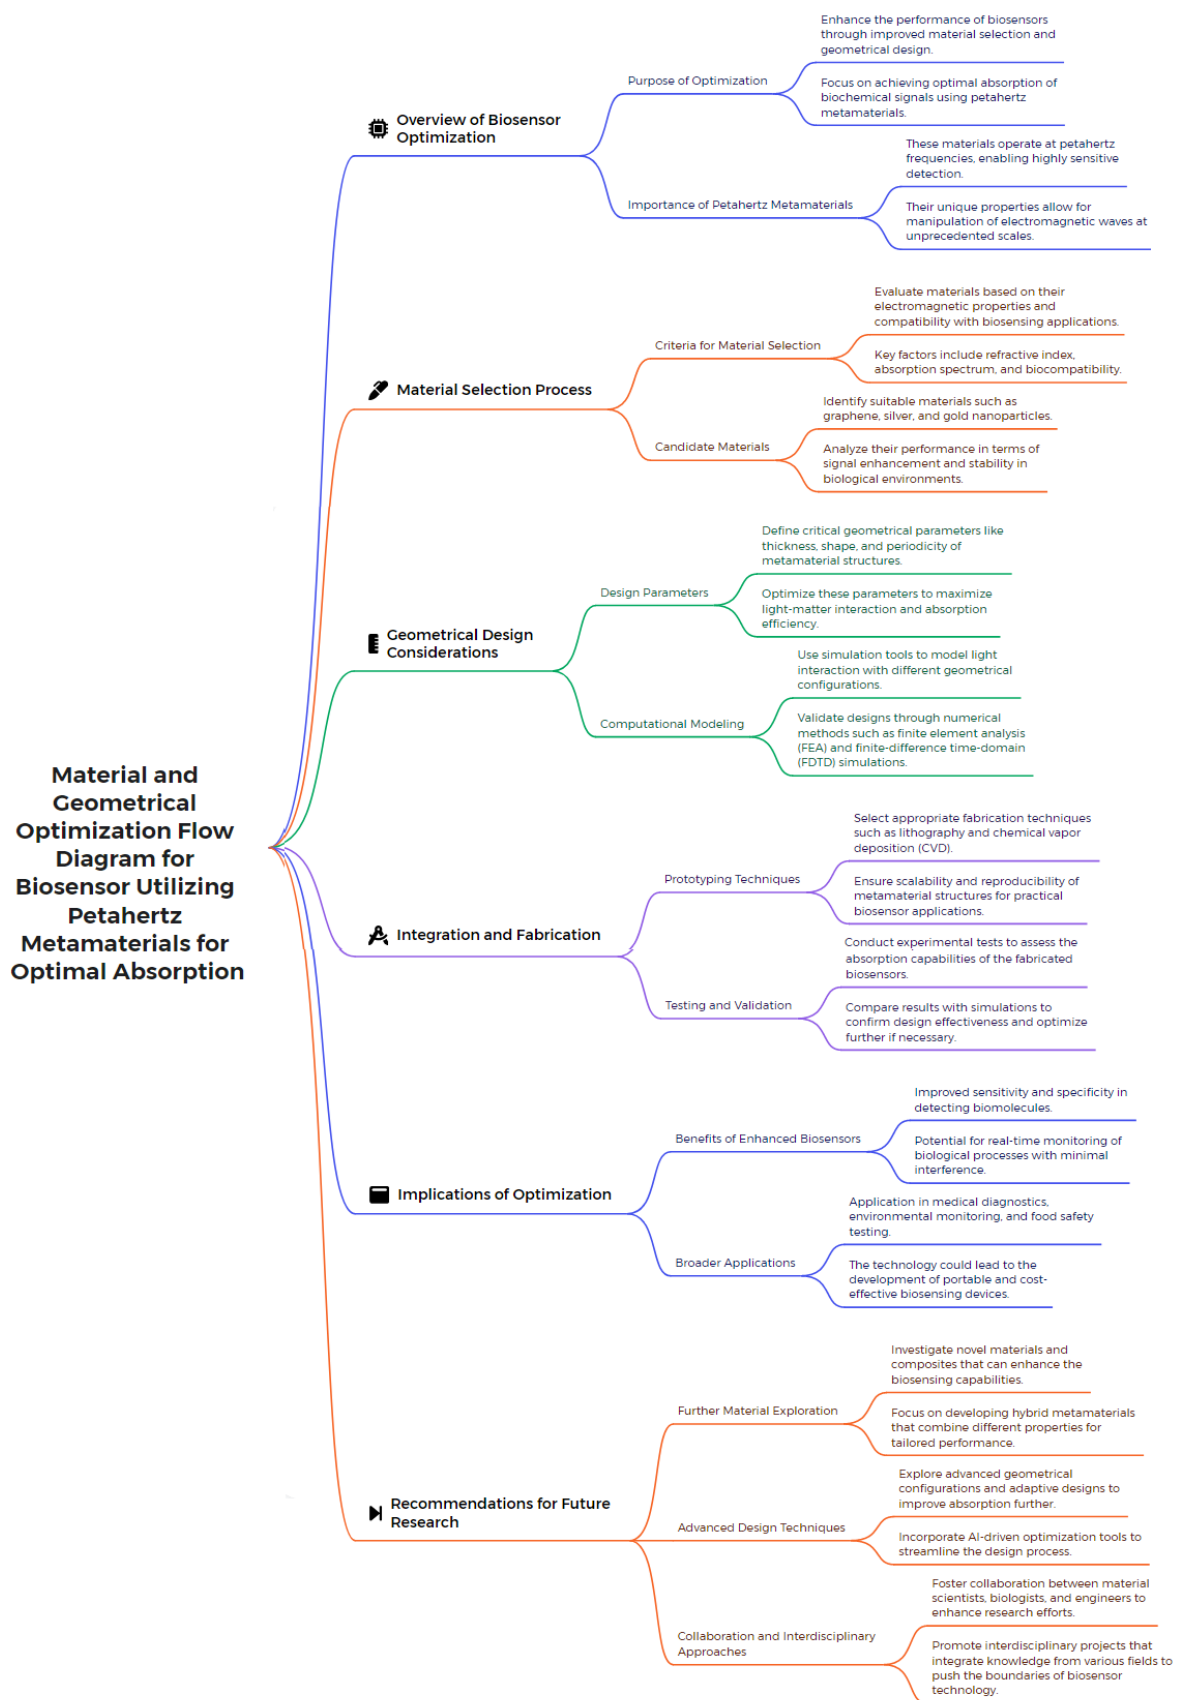 Material and
Geometrical
Optimization Flow
Diagram for
Biosensor Utilizing
Petahertz
Metamaterials for
Optimal Absorption
Overview of Biosensor
Optimization
Purpose of Optimization
Enhance the performance of biosensors
through improved material selection and
geometrical design.
Focus on achieving optimal absorption of
biochemical signals using petahertz
metamaterials.
Importance of Petahertz Metamaterials
These materials operate at petahertz
frequencies, enabling highly sensitive
detection.
Their unique properties allow for
manipulation of electromagnetic waves at
unprecedented scales.
Material Selection Process
Criteria for Material Selection
Evaluate materials based on their
electromagnetic properties and
compatibility with biosensing applications.
Key factors include refractive index,
absorption spectrum, and biocompatibility.
Candidate Materials
Identify suitable materials such as
graphene, silver, and gold nanoparticles.
Analyze their performance in terms of
signal enhancement and stability in
biological environments.
Geometrical Design
Considerations
Design Parameters
Define critical geometrical parameters like
thickness, shape, and periodicity of
metamaterial structures.
Optimize these parameters to maximize
light-matter interaction and absorption
efficiency.
Computational Modeling
Use simulation tools to model light
interaction with different geometrical
configurations.
Validate designs through numerical
methods such as finite element analysis
(FEA) and finite-difference time-domain
(FDTD) simulations.
Integration and Fabrication
Prototyping Techniques
Select appropriate fabrication techniques
such as lithography and chemical vapor
deposition (CVD).
Ensure scalability and reproducibility of
metamaterial structures for practical
biosensor applications.
Testing and Validation
Conduct experimental tests to assess the
absorption capabilities of the fabricated
biosensors.
Compare results with simulations to
confirm design effectiveness and optimize
further if necessary.
Implications of Optimization
Benefits of Enhanced Biosensors
Improved sensitivity and specificity in
detecting biomolecules.
Potential for real-time monitoring of
biological processes with minimal
interference.
Broader Applications
Application in medical diagnostics,
environmental monitoring, and food safety
testing.
The technology could lead to the
development of portable and cost-
effective biosensing devices.
Recommendations for Future
Research
Further Material Exploration
Investigate novel materials and
composites that can enhance the
biosensing capabilities.
Focus on developing hybrid metamaterials
that combine different properties for
tailored performance.
Advanced Design Techniques
Explore advanced geometrical
configurations and adaptive designs to
improve absorption further.
Incorporate AI-driven optimization tools to
streamline the design process.
Collaboration and Interdisciplinary
Approaches
Foster collaboration between material
scientists, biologists, and engineers to
enhance research efforts.
Promote interdisciplinary projects that
integrate knowledge from various fields to
push the boundaries of biosensor
technology.